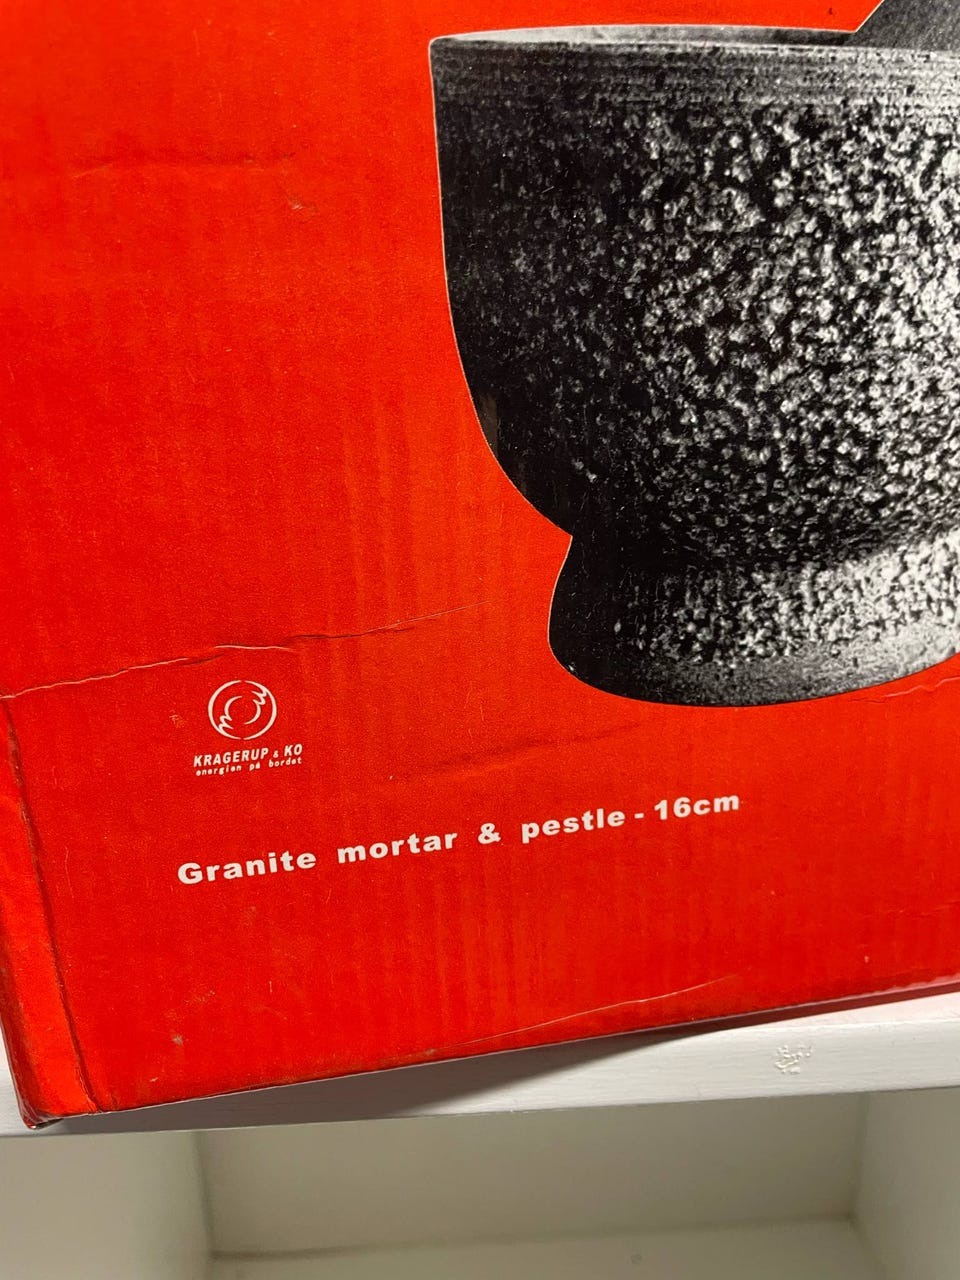 KRAGERUP & KO
energien på bordet
Granite mortar & pestle - 16cm